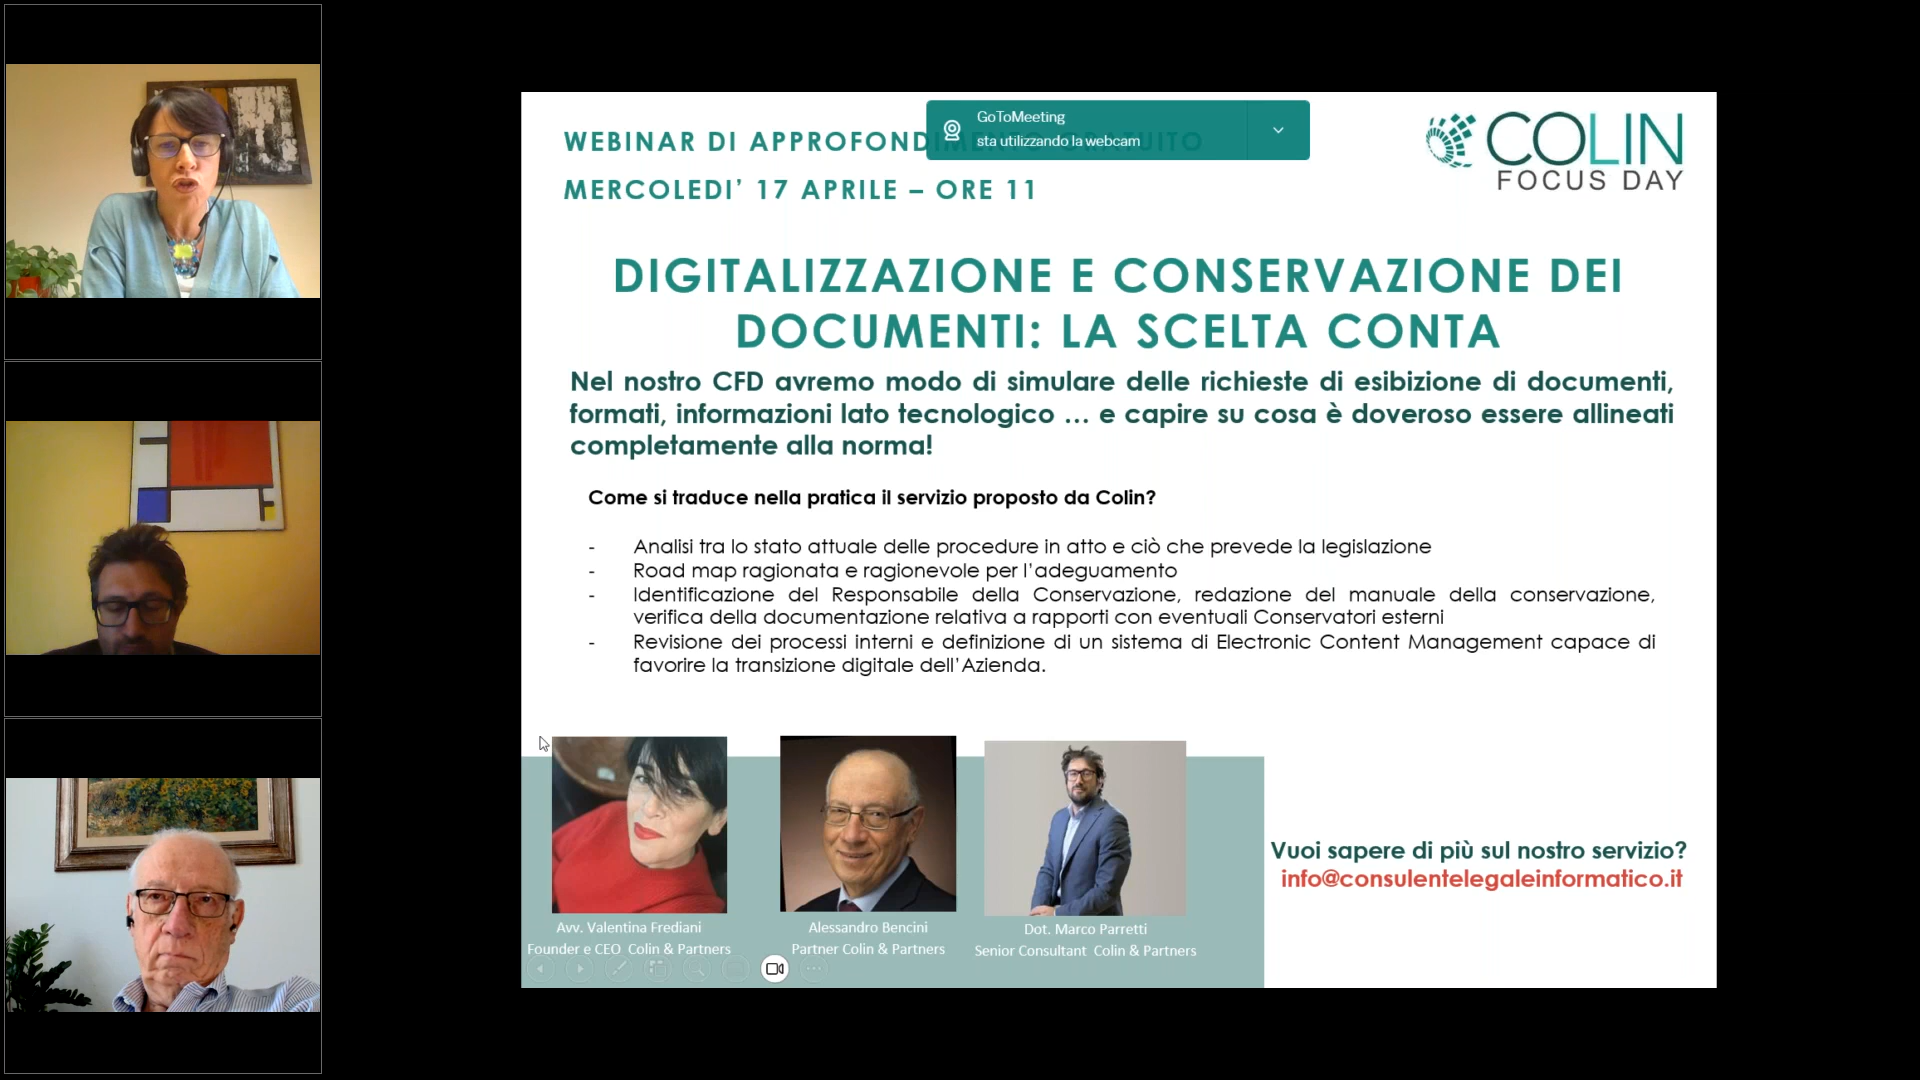 WEBINAR DI APPROFONDIMENTO GRATUITO
GoToMeeting
sta utilizzando la webcam
MERCOLEDI’ 17 APRILE – ORE 11
COLIN
FOCUS DAY
DIGITALIZZAZIONE E CONSERVAZIONE DEI
DOCUMENTI: LA SCELTA CONTA
Nel nostro CFD avremo modo di simulare delle richieste di esibizione di documenti,
formati, informazioni lato tecnologico … e capire su cosa è doveroso essere allineati
completamente alla norma!
Come si traduce nella pratica il servizio proposto da Colin?
- Analisi tra lo stato attuale delle procedure in atto e ciò che prevede la legislazione
- Road map ragionata e ragionevole per l’adeguamento
- Identificazione del Responsabile della Conservazione, redazione del manuale della conservazione,
verifica della documentazione relativa a rapporti con eventuali Conservatori esterni
- Revisione dei processi interni e definizione di un sistema di Electronic Content Management capace di
favorire la transizione digitale dell’Azienda.
Avv. Valentina Frediani
Founder e CEO Colin & Partners
Alessandro Bencini
Partner Colin & Partners
Dot. Marco Parretti
Senior Consultant Colin & Partners
Vuoi sapere di più sul nostro servizio?
info@consulentelegaleinformatico.it